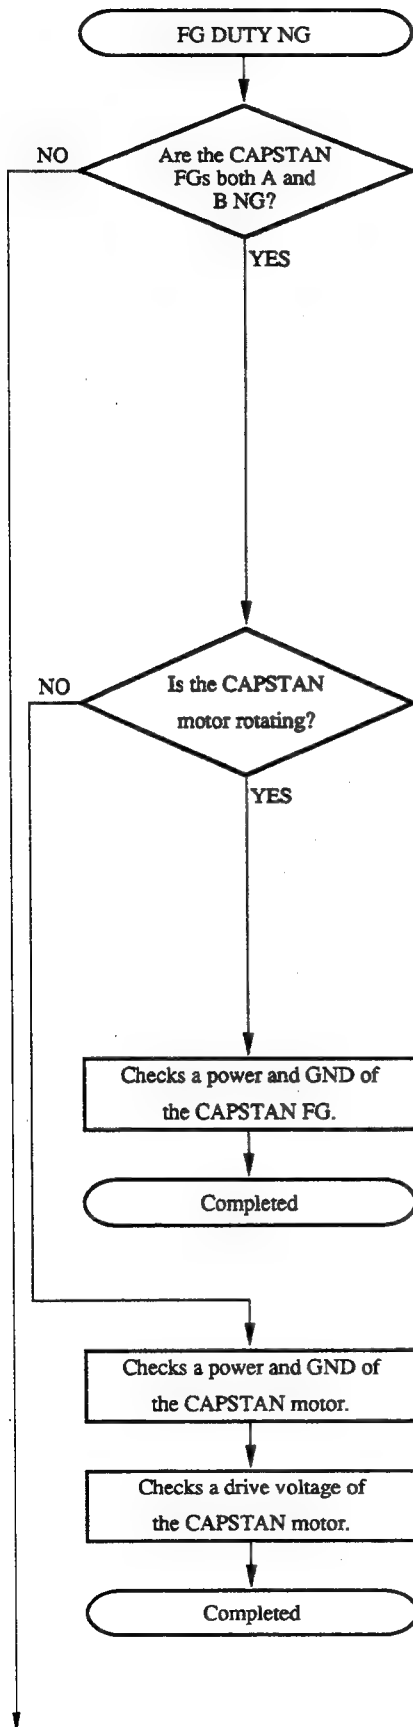 FG DUTY NG
NO
Are the CAPSTAN
FGs both A and
B NG?
YES
NO
Is the CAPSTAN
motor rotating?
YES
Checks a power and GND of
the CAPSTAN FG.
Completed
Checks a power and GND of
the CAPSTAN motor.
Checks a drive voltage of
the CAPSTAN motor.
Completed